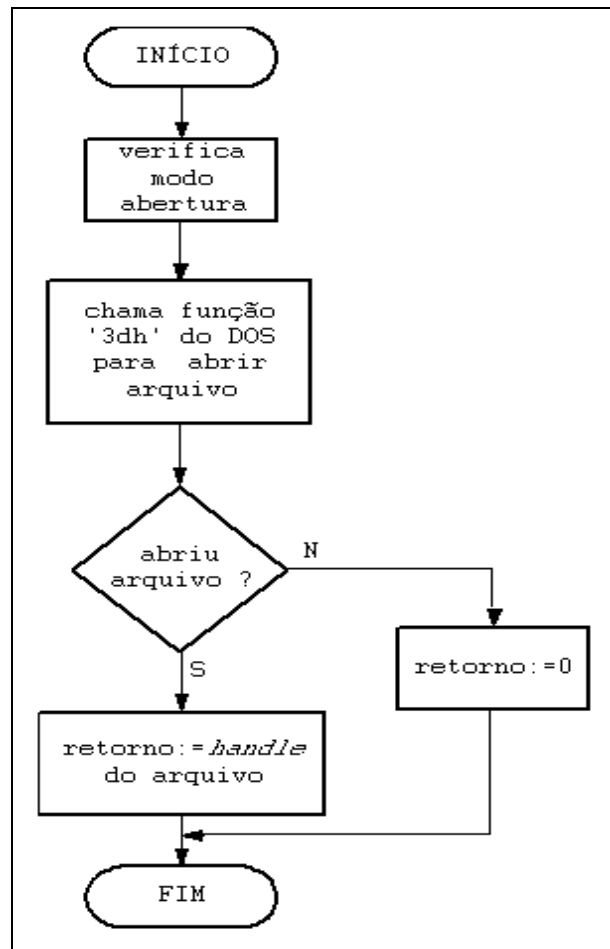 INÍCIO
verifica
modo
abertura
chama função
'3dh' do DOS
para abrir
arquivo
abriu
arquivo ?
N
S
retorno:=0
retorno:=handle
do arquivo
FIM